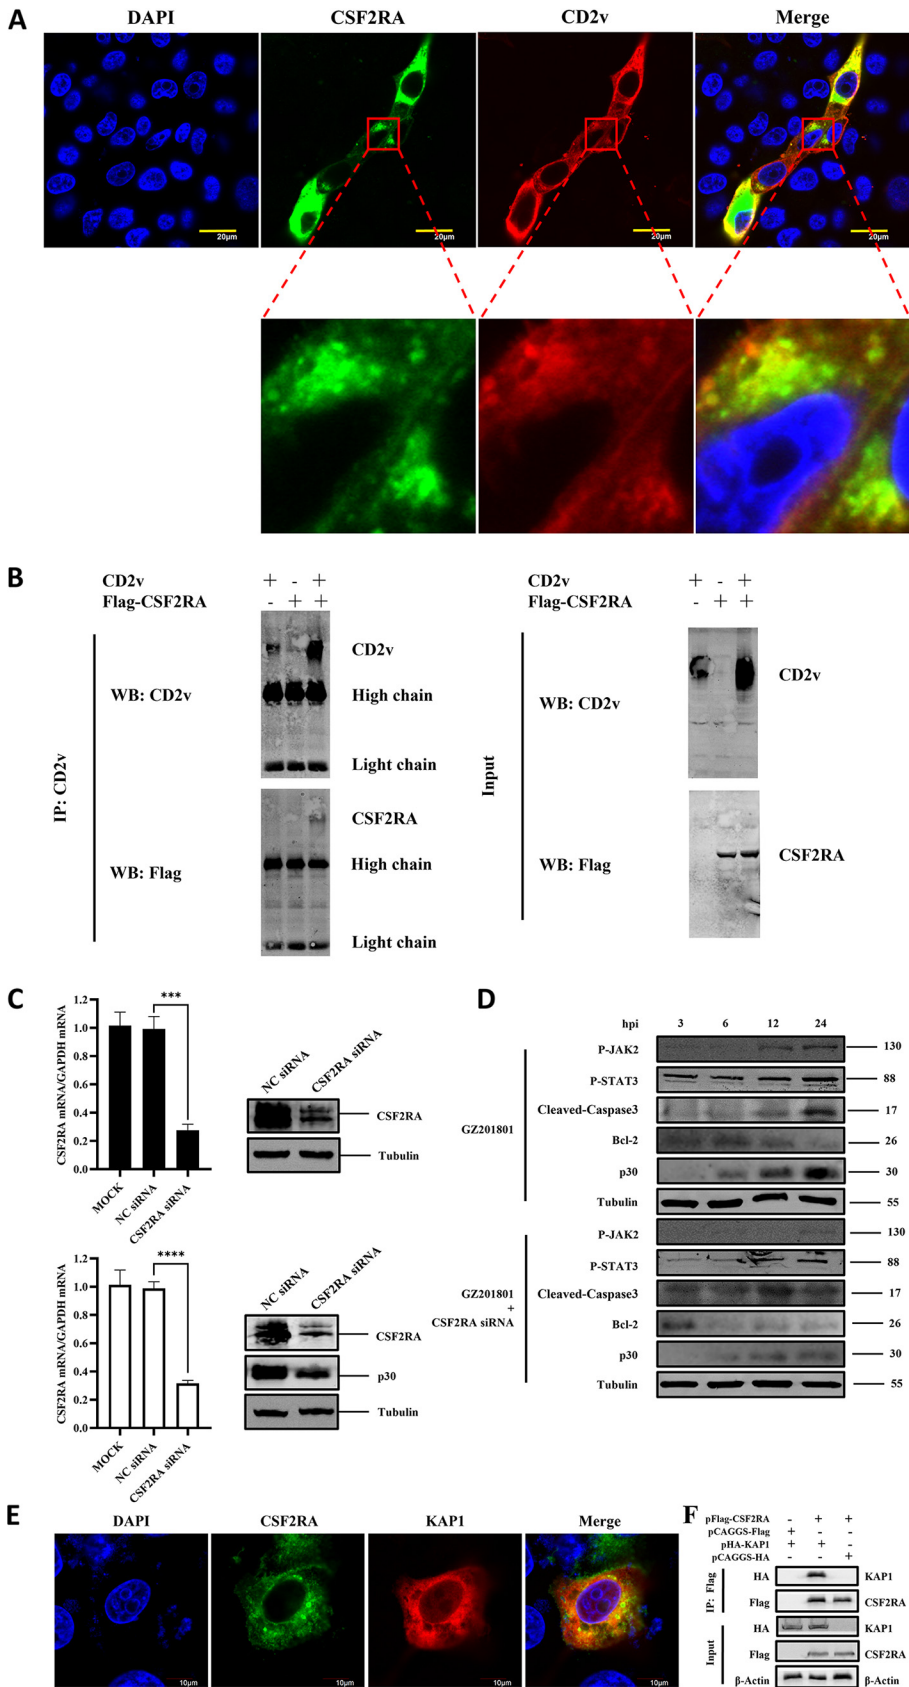 A
DAPI CSF2RA CD2v Merge
20μm 20μm 20μm 20μm
B
CD2v + - +
Flag-CSF2RA - + +
IP: CD2v
WB: CD2v
CD2v
High chain
Light chain
WB: Flag
CSF2RA
High chain
Light chain
CD2v + - +
Flag-CSF2RA - + +
Input
WB: CD2v
CD2v
WB: Flag
CSF2RA
C
CSF2RA mRNA/GAPDH mRNA
1.2
1.0
0.8
0.6
0.4
0.2
0.0
***
MOCK
NC siRNA
CSF2RA siRNA
NC siRNA
CSF2RA siRNA
CSF2RA
Tubulin
CSF2RA mRNA/GAPDH mRNA
1.2
1.0
0.8
0.6
0.4
0.2
0.0
****
MOCK
NC siRNA
CSF2RA siRNA
NC siRNA
CSF2RA siRNA
CSF2RA
p30
Tubulin
D
hpi 3 6 12 24
GZ201801
P-JAK2 130
P-STAT3 88
Cleaved-Caspase3 17
Bcl-2 26
p30 30
Tubulin 55
GZ201801
+
CSF2RA siRNA
P-JAK2 130
P-STAT3 88
Cleaved-Caspase3 17
Bcl-2 26
p30 30
Tubulin 55
E
DAPI CSF2RA KAP1 Merge
10μm 10μm 10μm 10μm
F
pFlag-CSF2RA - + +
pCAGGS-Flag + - -
pHA-KAP1 + + -
pCAGGS-HA - - +
IP: Flag
HA KAP1
Flag CSF2RA
Input
HA KAP1
Flag CSF2RA
β-Actin β-Actin